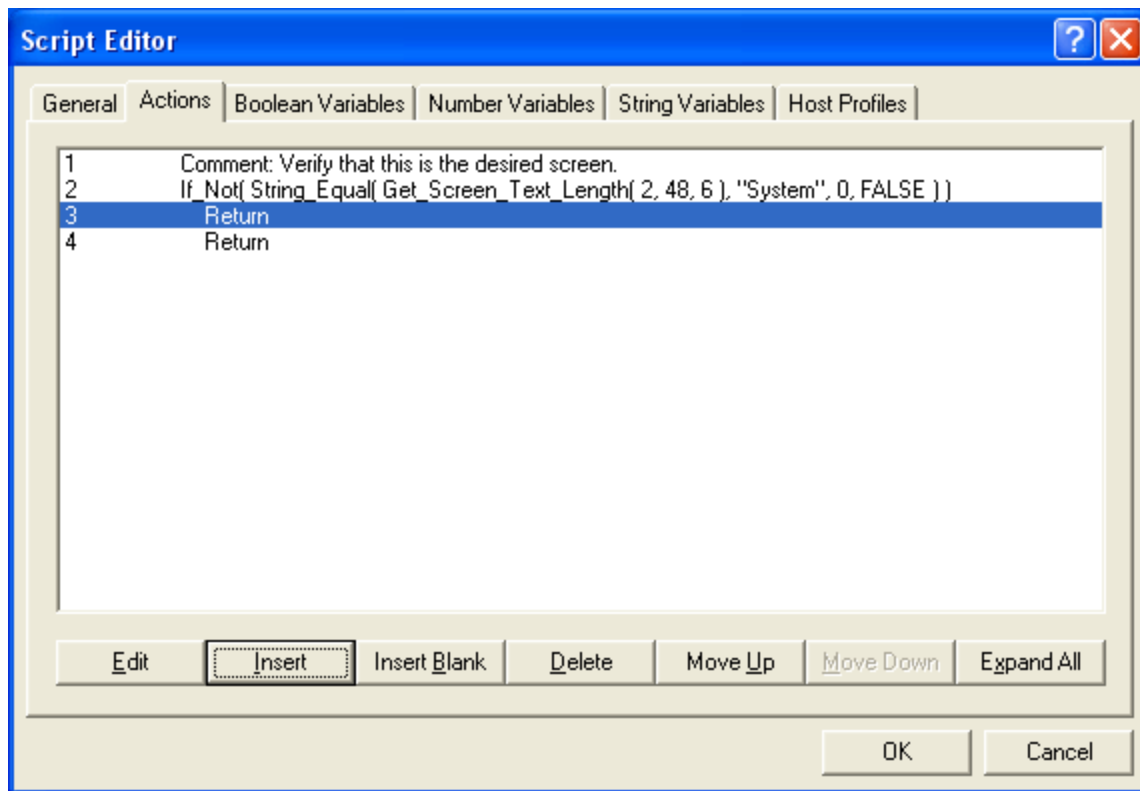 Script Editor
General Actions Boolean Variables Number Variables String Variables Host Profiles
1 Comment: Verify that this is the desired screen.
2 If_Not( String_Equal( Get_Screen_Text_Length( 2, 48, 6 ), "System", 0, FALSE ) )
3 Return
4 Return
Edit Insert Insert Blank Delete Move Up Move Down Expand All
OK Cancel